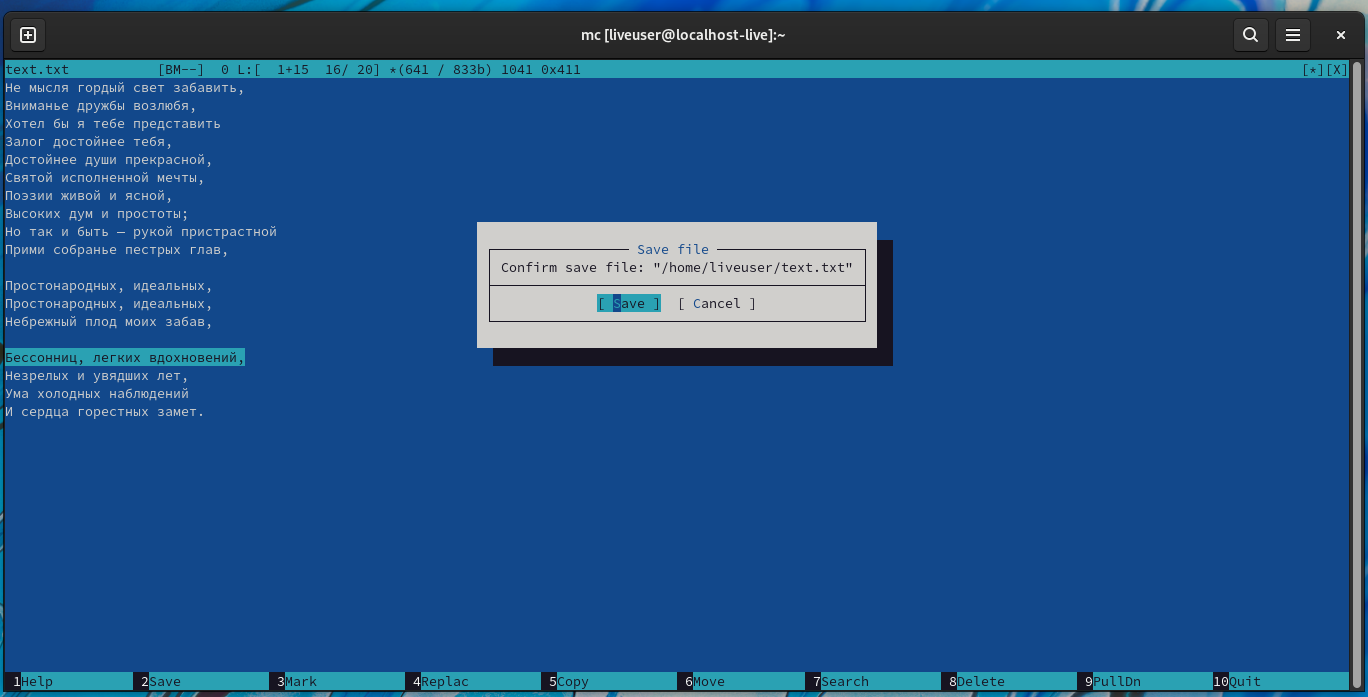 mc [liveuser@localhost-live]:~
text.txt [BM--] 0 L:[ 1+15 16/ 20] *(641 / 833b) 1041 0x411 [*][X]
Не мысля гордый свет забавить,
Вниманье дружбы возлюбя,
Хотел бы я тебе представить
Залог достойнее тебя,
Достойнее души прекрасной,
Святой исполненной мечты,
Поэзии живой и ясной,
Высоких дум и простоты;
Но так и быть — рукой пристрастной
Прими собранье пестрых глав,
Простонародных, идеальных,
Простонародных, идеальных,
Небрежный плод моих забав,
Бессонниц, легких вдохновений,
Незрелых и увядших лет,
Ума холодных наблюдений
И сердца горестных замет.
Save file
Confirm save file: "/home/liveuser/text.txt"
[ Save ] [ Cancel ]
1Help 2Save 3Mark 4Replac 5Copy 6Move 7Search 8Delete 9PullDn 10Quit